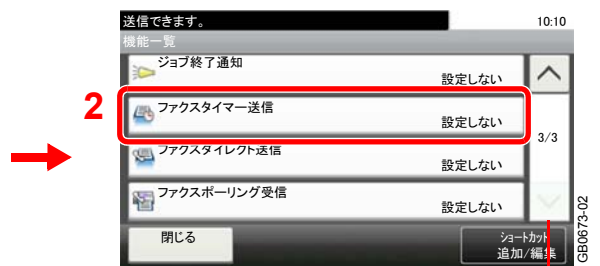 送信できます。
10:10
機能一覧
ジョブ終了通知
設定しない
2
ファクスタイマー送信
設定しない
3/3
ファクスダイレクト送信
設定しない
ファクスポーリング受信
設定しない
閉じる
ショートカット
追加/編集
GB0673-02